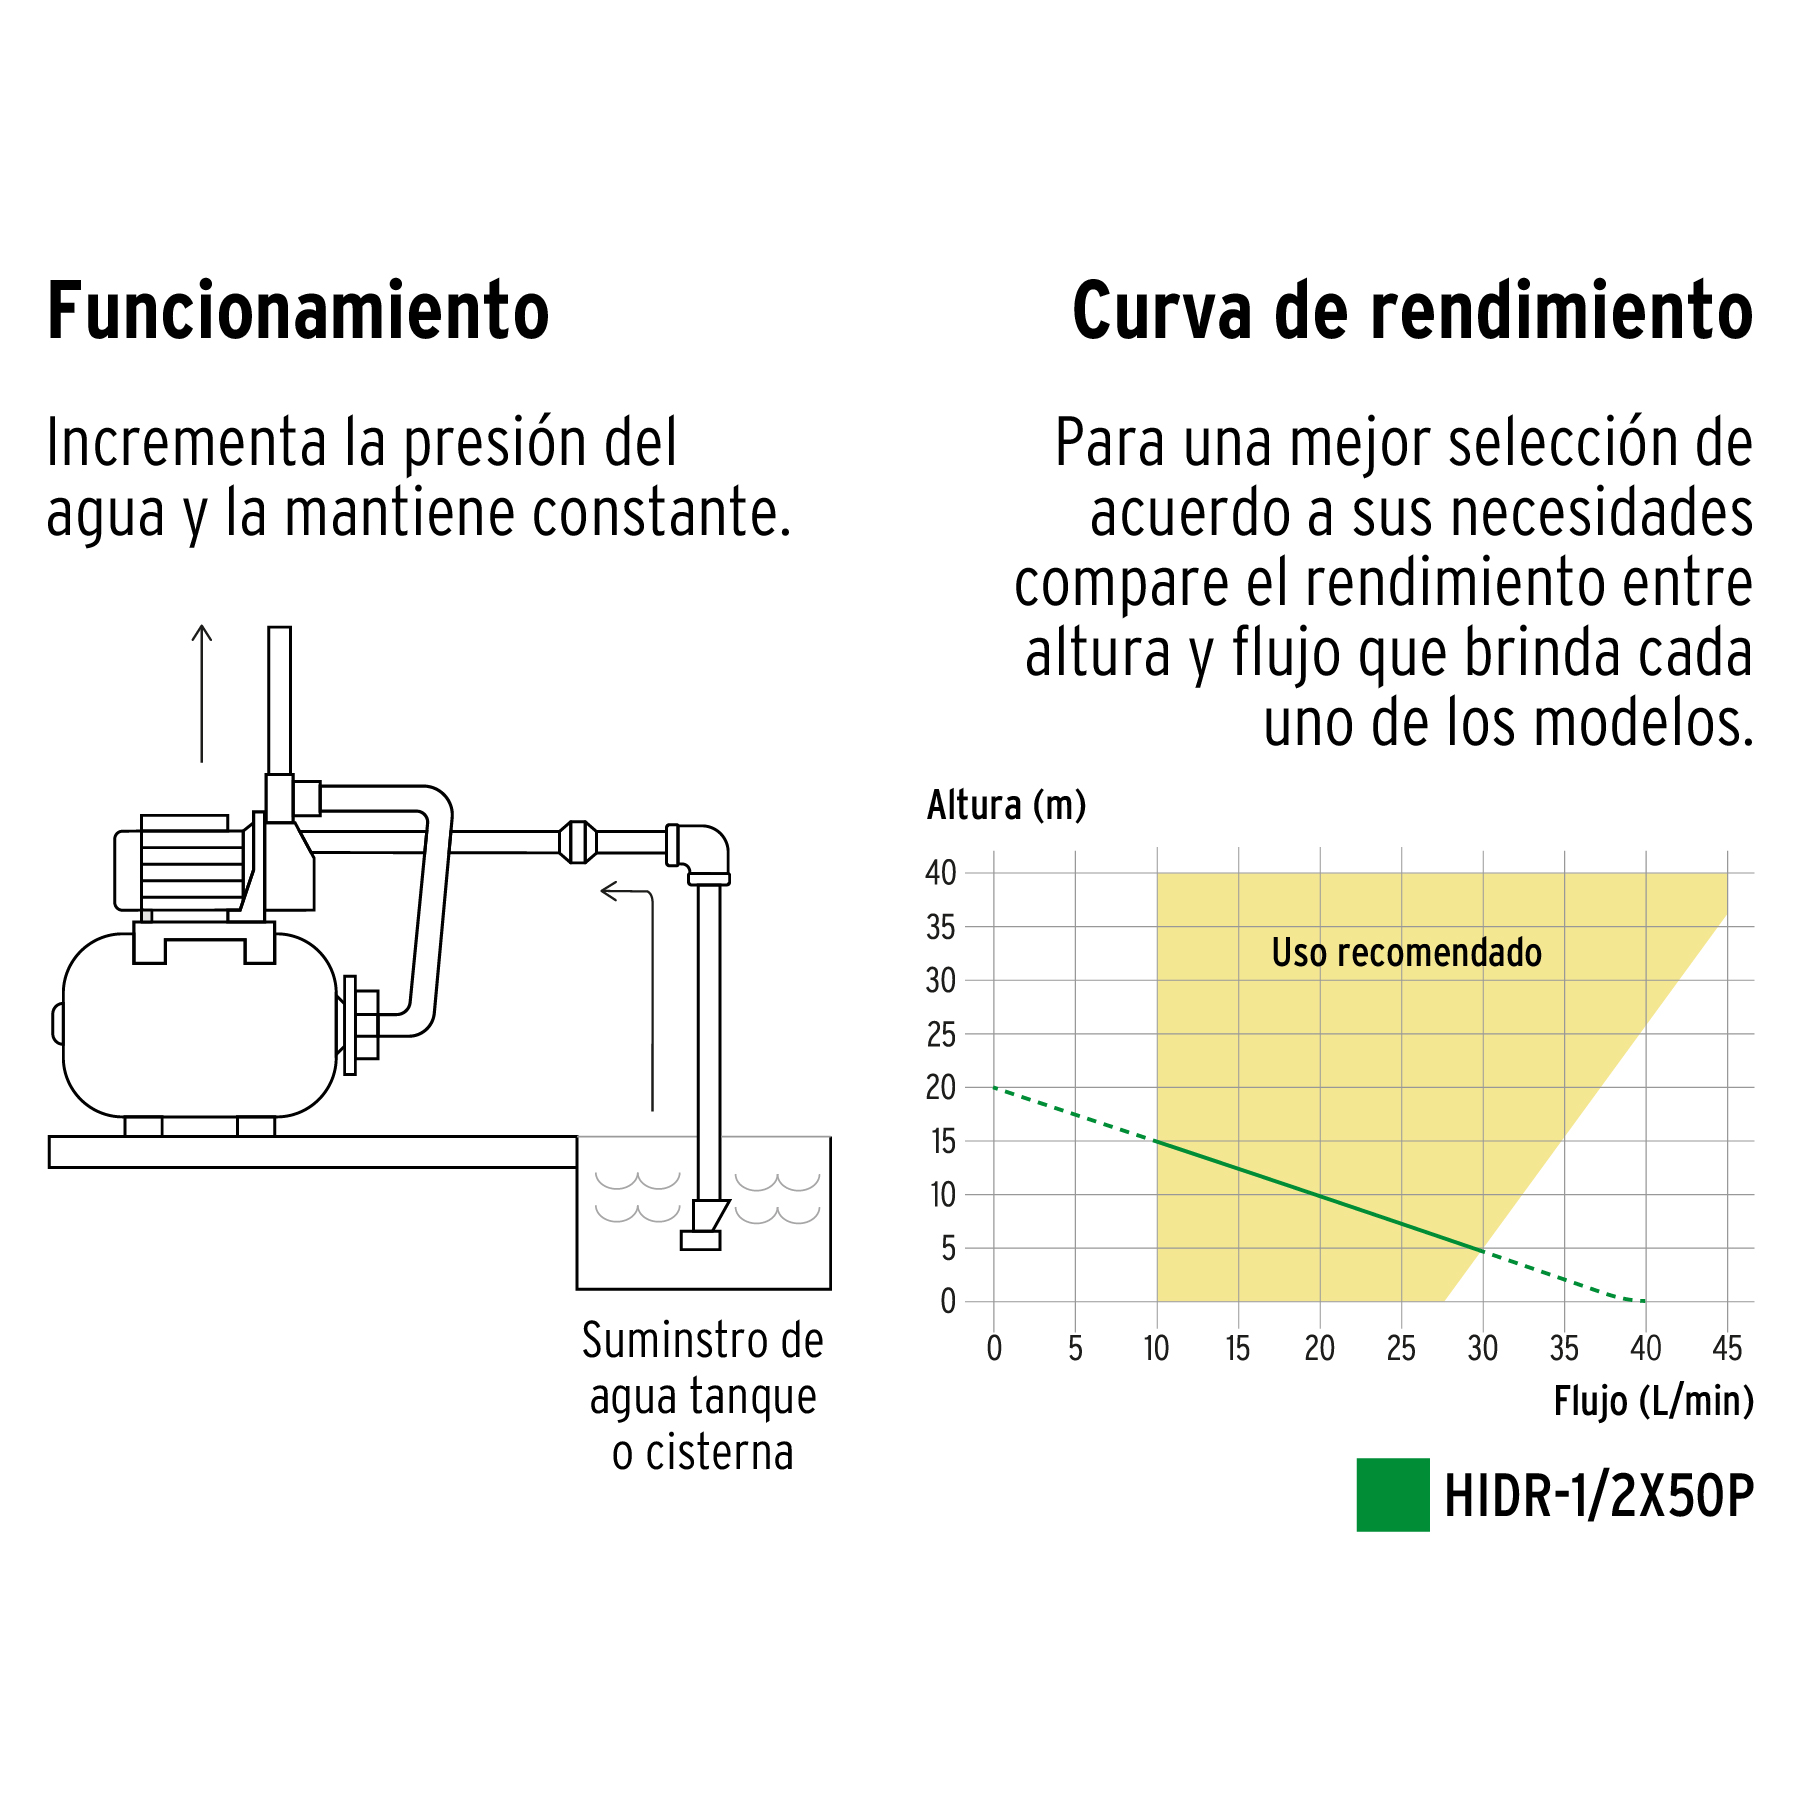 Funcionamiento
Incrementa la presión del
agua y la mantiene constante.
Suminstro de
agua tanque
o cisterna
Curva de rendimiento
Para una mejor selección de
acuerdo a sus necesidades
compare el rendimiento entre
altura y flujo que brinda cada
uno de los modelos.
Altura (m)
40
35
30
25
20
15
10
5
0
Uso recomendado
0 5 10 15 20 25 30 35 40 45
Flujo (L/min)
HIDR-1/2X50P